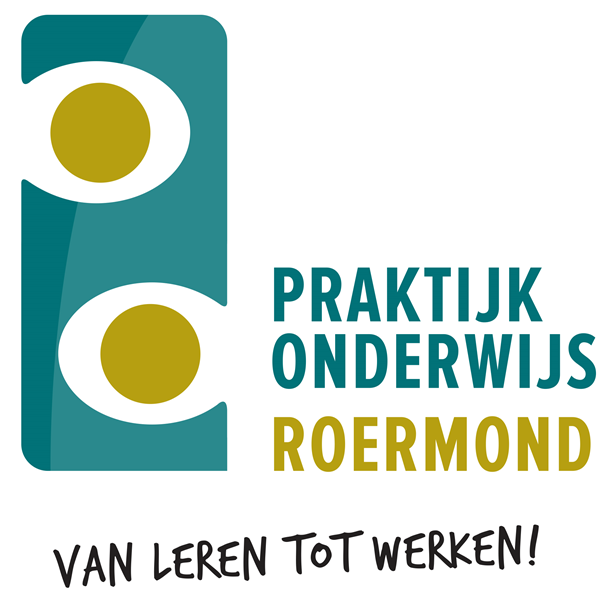 PRAKTIJK
ONDERWIJS
ROERMOND
VAN LEREN TOT WERKEN!